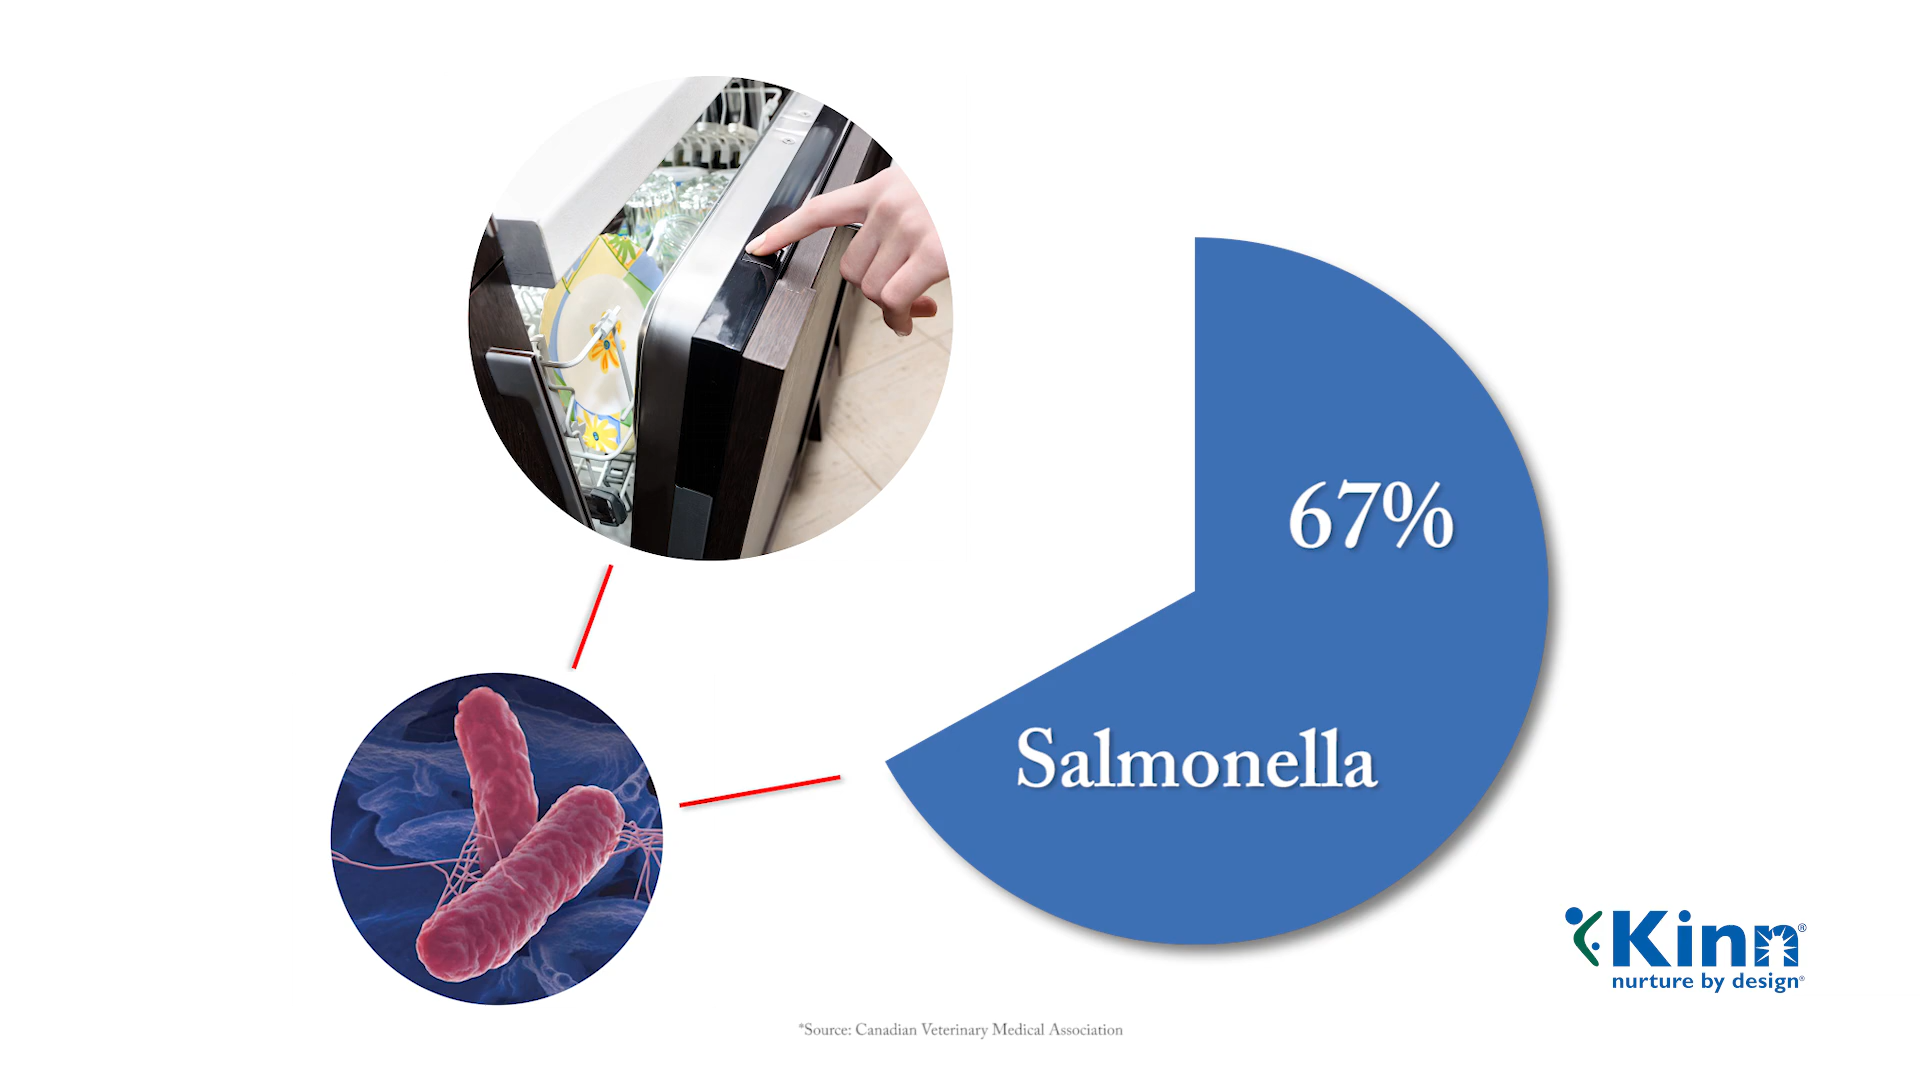 67%
Salmonella
Kinn®
nurture by design®
*Source: Canadian Veterinary Medical Association